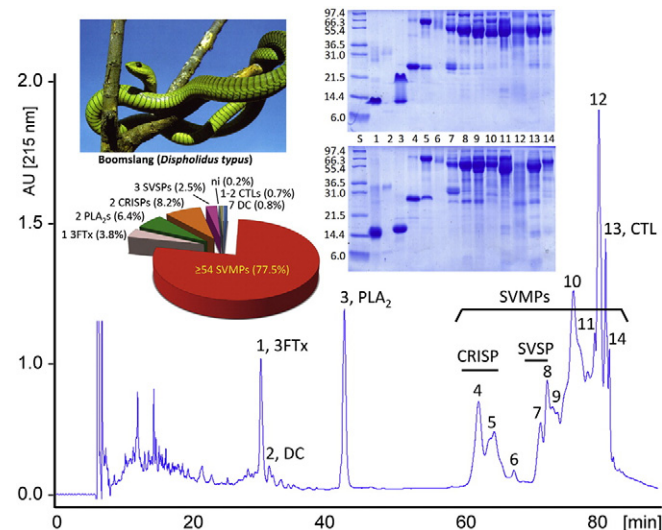 97.4
66.3
55.4
36.5
31.0
21.5
14.4
6.0
S 1 2 3 4 5 6 7 8 9 10 11 12 13 14
97.4
66.3
55.4
36.5
31.0
21.5
14.4
6.0
Boomslang (Dispholidus typus)
3 SVSPs (2.5%)
ni (0.2%)
1-2 CTLs (0.7%)
7 DC (0.8%)
2 CRISPs (8.2%)
2 PLA2s (6.4%)
1 3FTx (3.8%)
≥54 SVMPs (77.5%)
AU [215 nm]
2.0
1.5
1.0
0.0
1, 3FTx
2, DC
3, PLA2
CRISP
4
5
6
SVSP
7
8
9
SVMPs
10
11
12
13, CTL
14
0 20 40 60 80 [min]